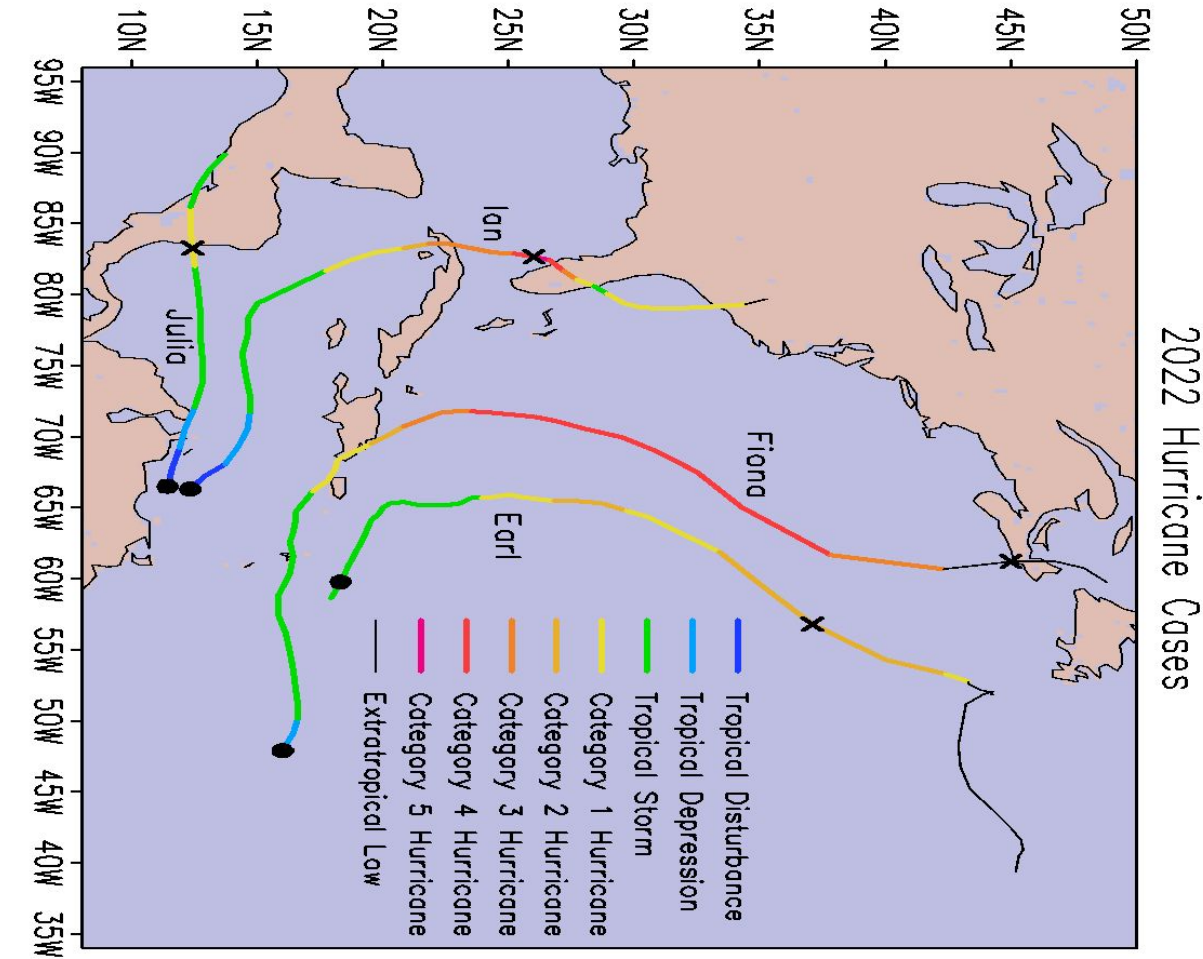 2022 Hurricane Cases
50N
45N
40N
35N
30N
25N
20N
15N
10N
95W
90W
85W
80W
75W
70W
65W
60W
55W
50W
45W
40W
35W
Fiona
Earl
Ian
Julia
Tropical Disturbance
Tropical Depression
Tropical Storm
Category 1 Hurricane
Category 2 Hurricane
Category 3 Hurricane
Category 4 Hurricane
Category 5 Hurricane
Extratropical Low